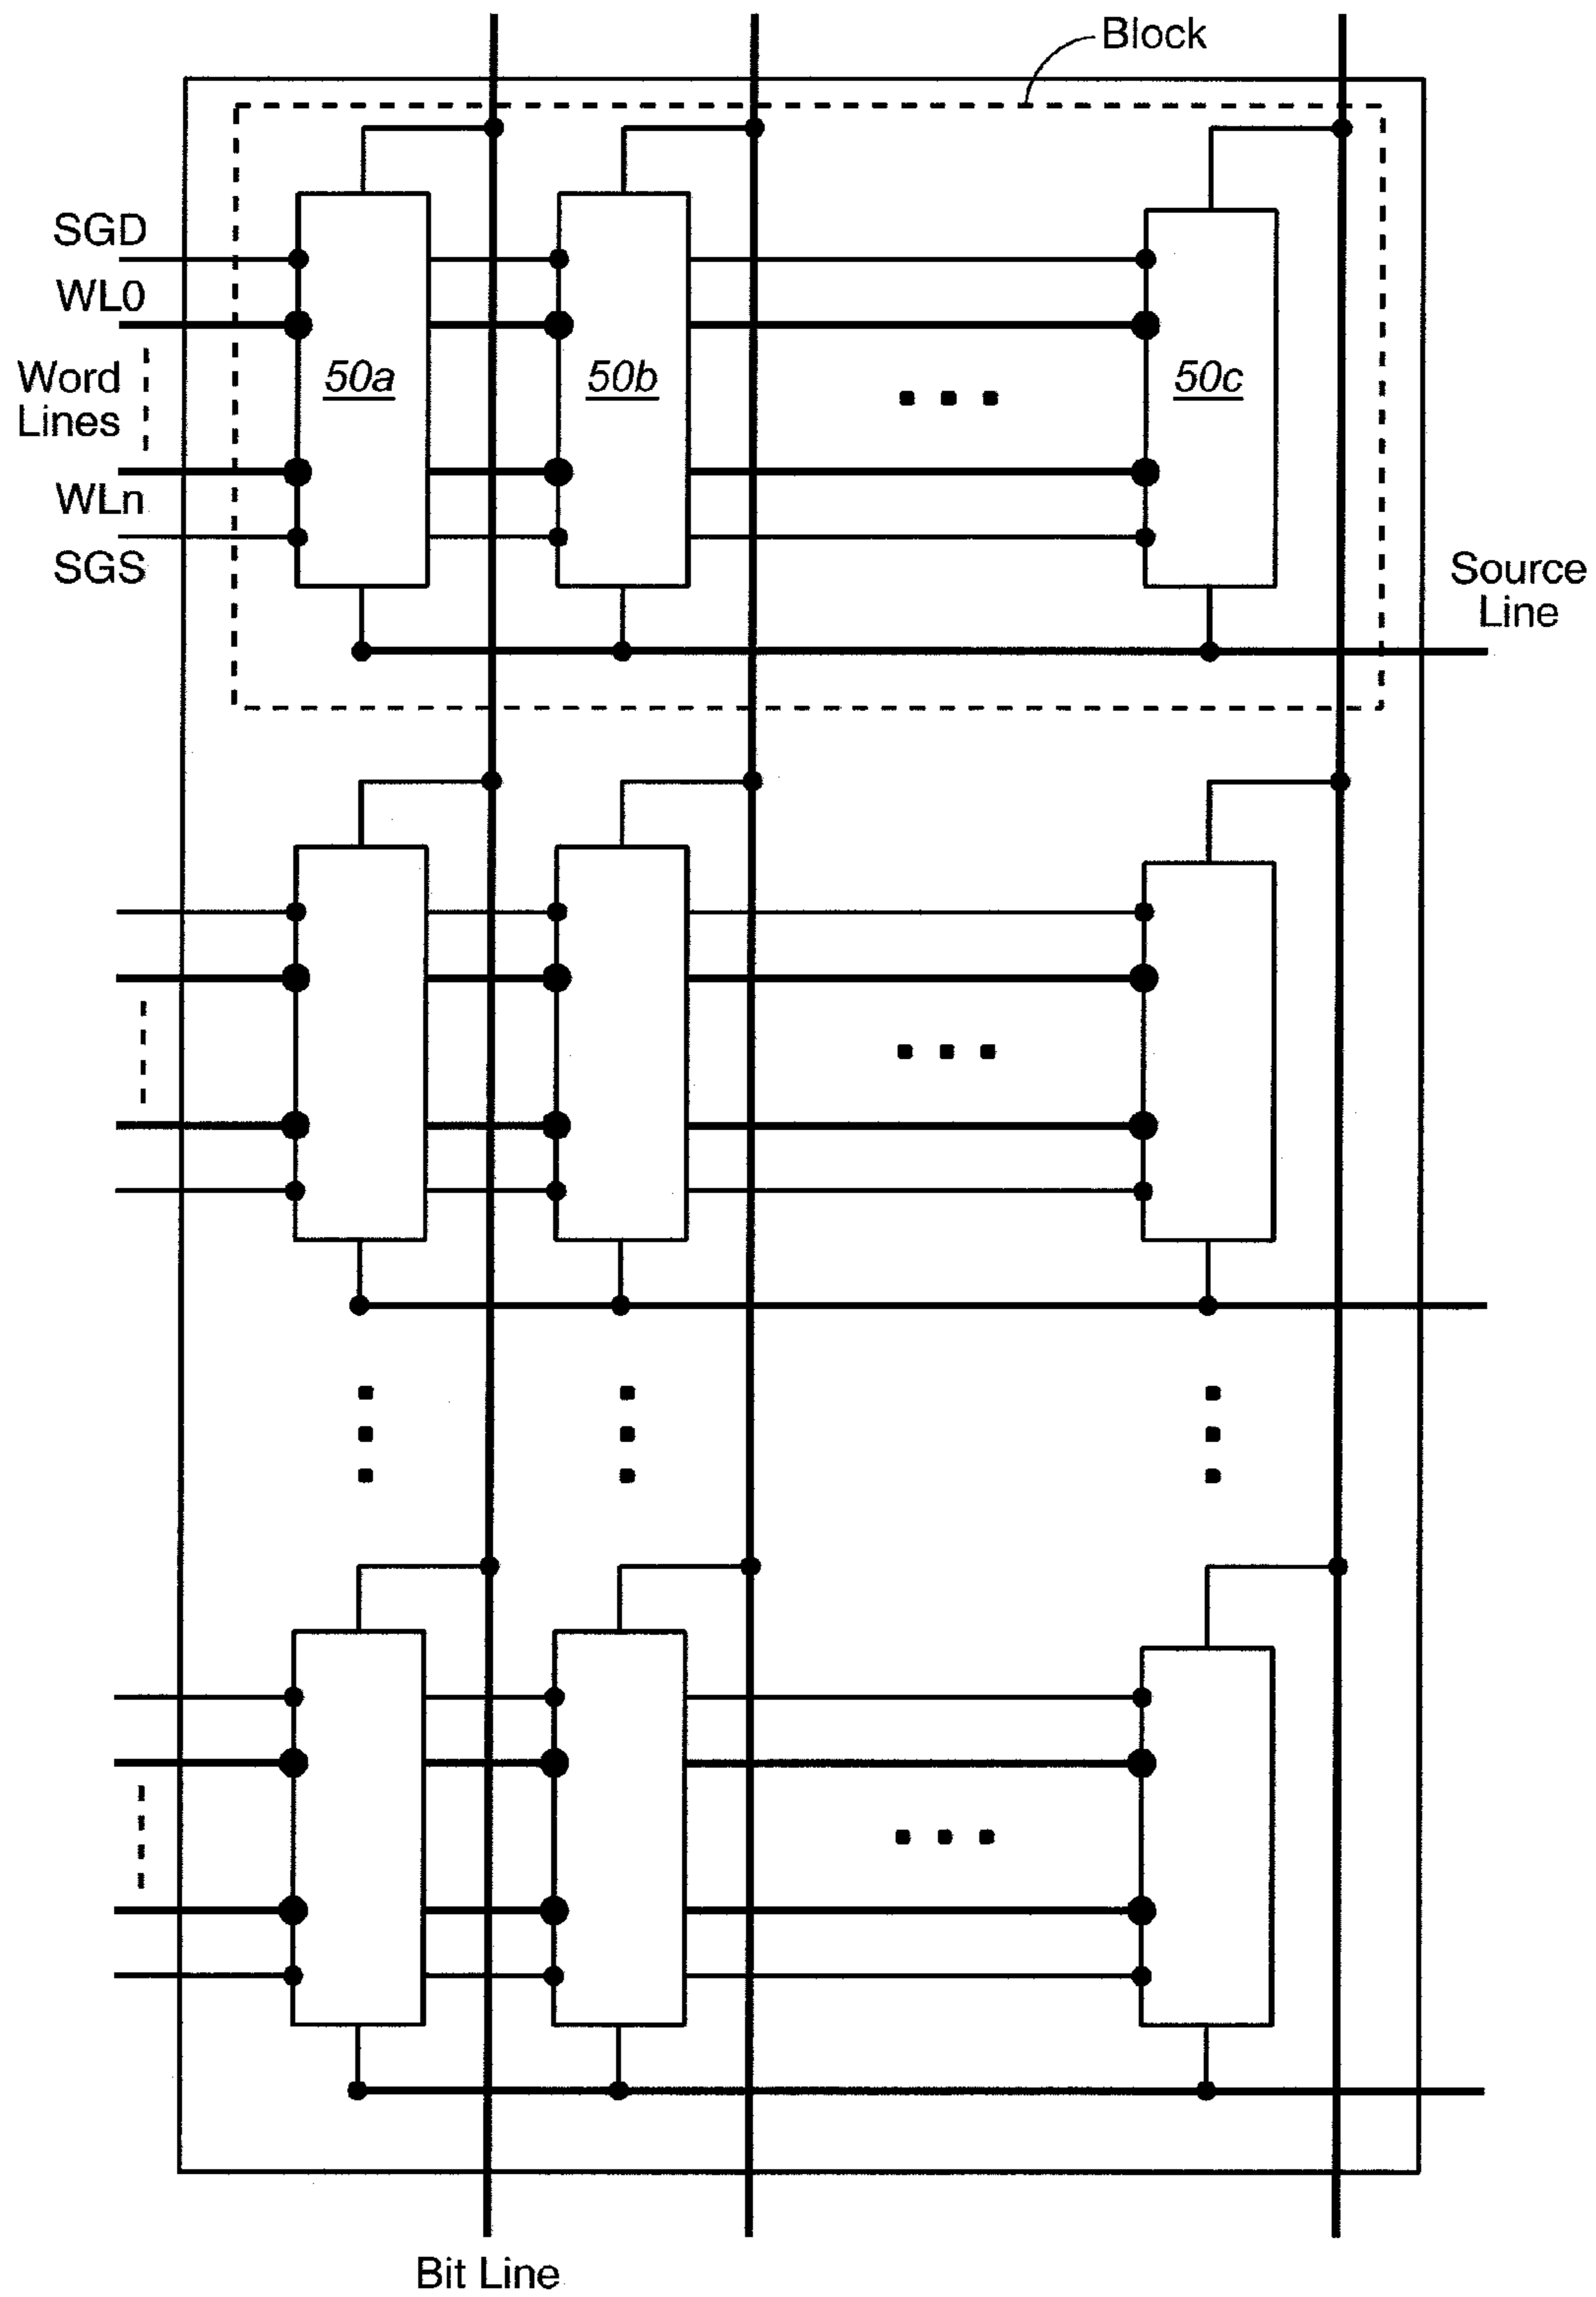 Block
SGD
WL0
Word
Lines
WLn
SGS
50a
50b
50c
Source
Line
Bit Line